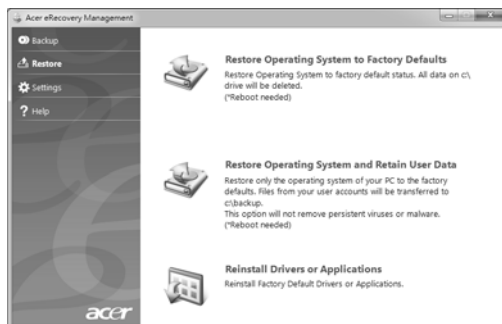 Acer eRecovery Management
Backup
Restore
Settings
? Help
Restore Operating System to Factory Defaults
Restore Operating System to factory default status. All data on c:\
drive will be deleted.
(*Reboot needed)
Restore Operating System and Retain User Data
Restore only the operating system of your PC to the factory
defaults. Files from your user accounts will be transferred to
c:\backup.
This option will not remove persistent viruses or malware.
(*Reboot needed)
Reinstall Drivers or Applications
Reinstall Factory Default Drivers or Applications.
acer